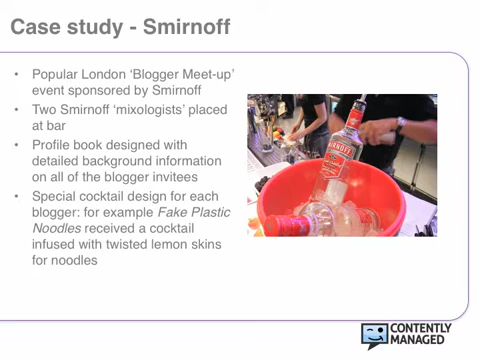 Case study - Smirnoff
• Popular London ‘Blogger Meet-up’
event sponsored by Smirnoff
• Two Smirnoff ‘mixologists’ placed
at bar
• Profile book designed with
detailed background information
on all of the blogger invitees
• Special cocktail design for each
blogger: for example Fake Plastic
Noodles received a cocktail
infused with twisted lemon skins
for noodles
SMIRNOFF
CONTENTLY
MANAGED